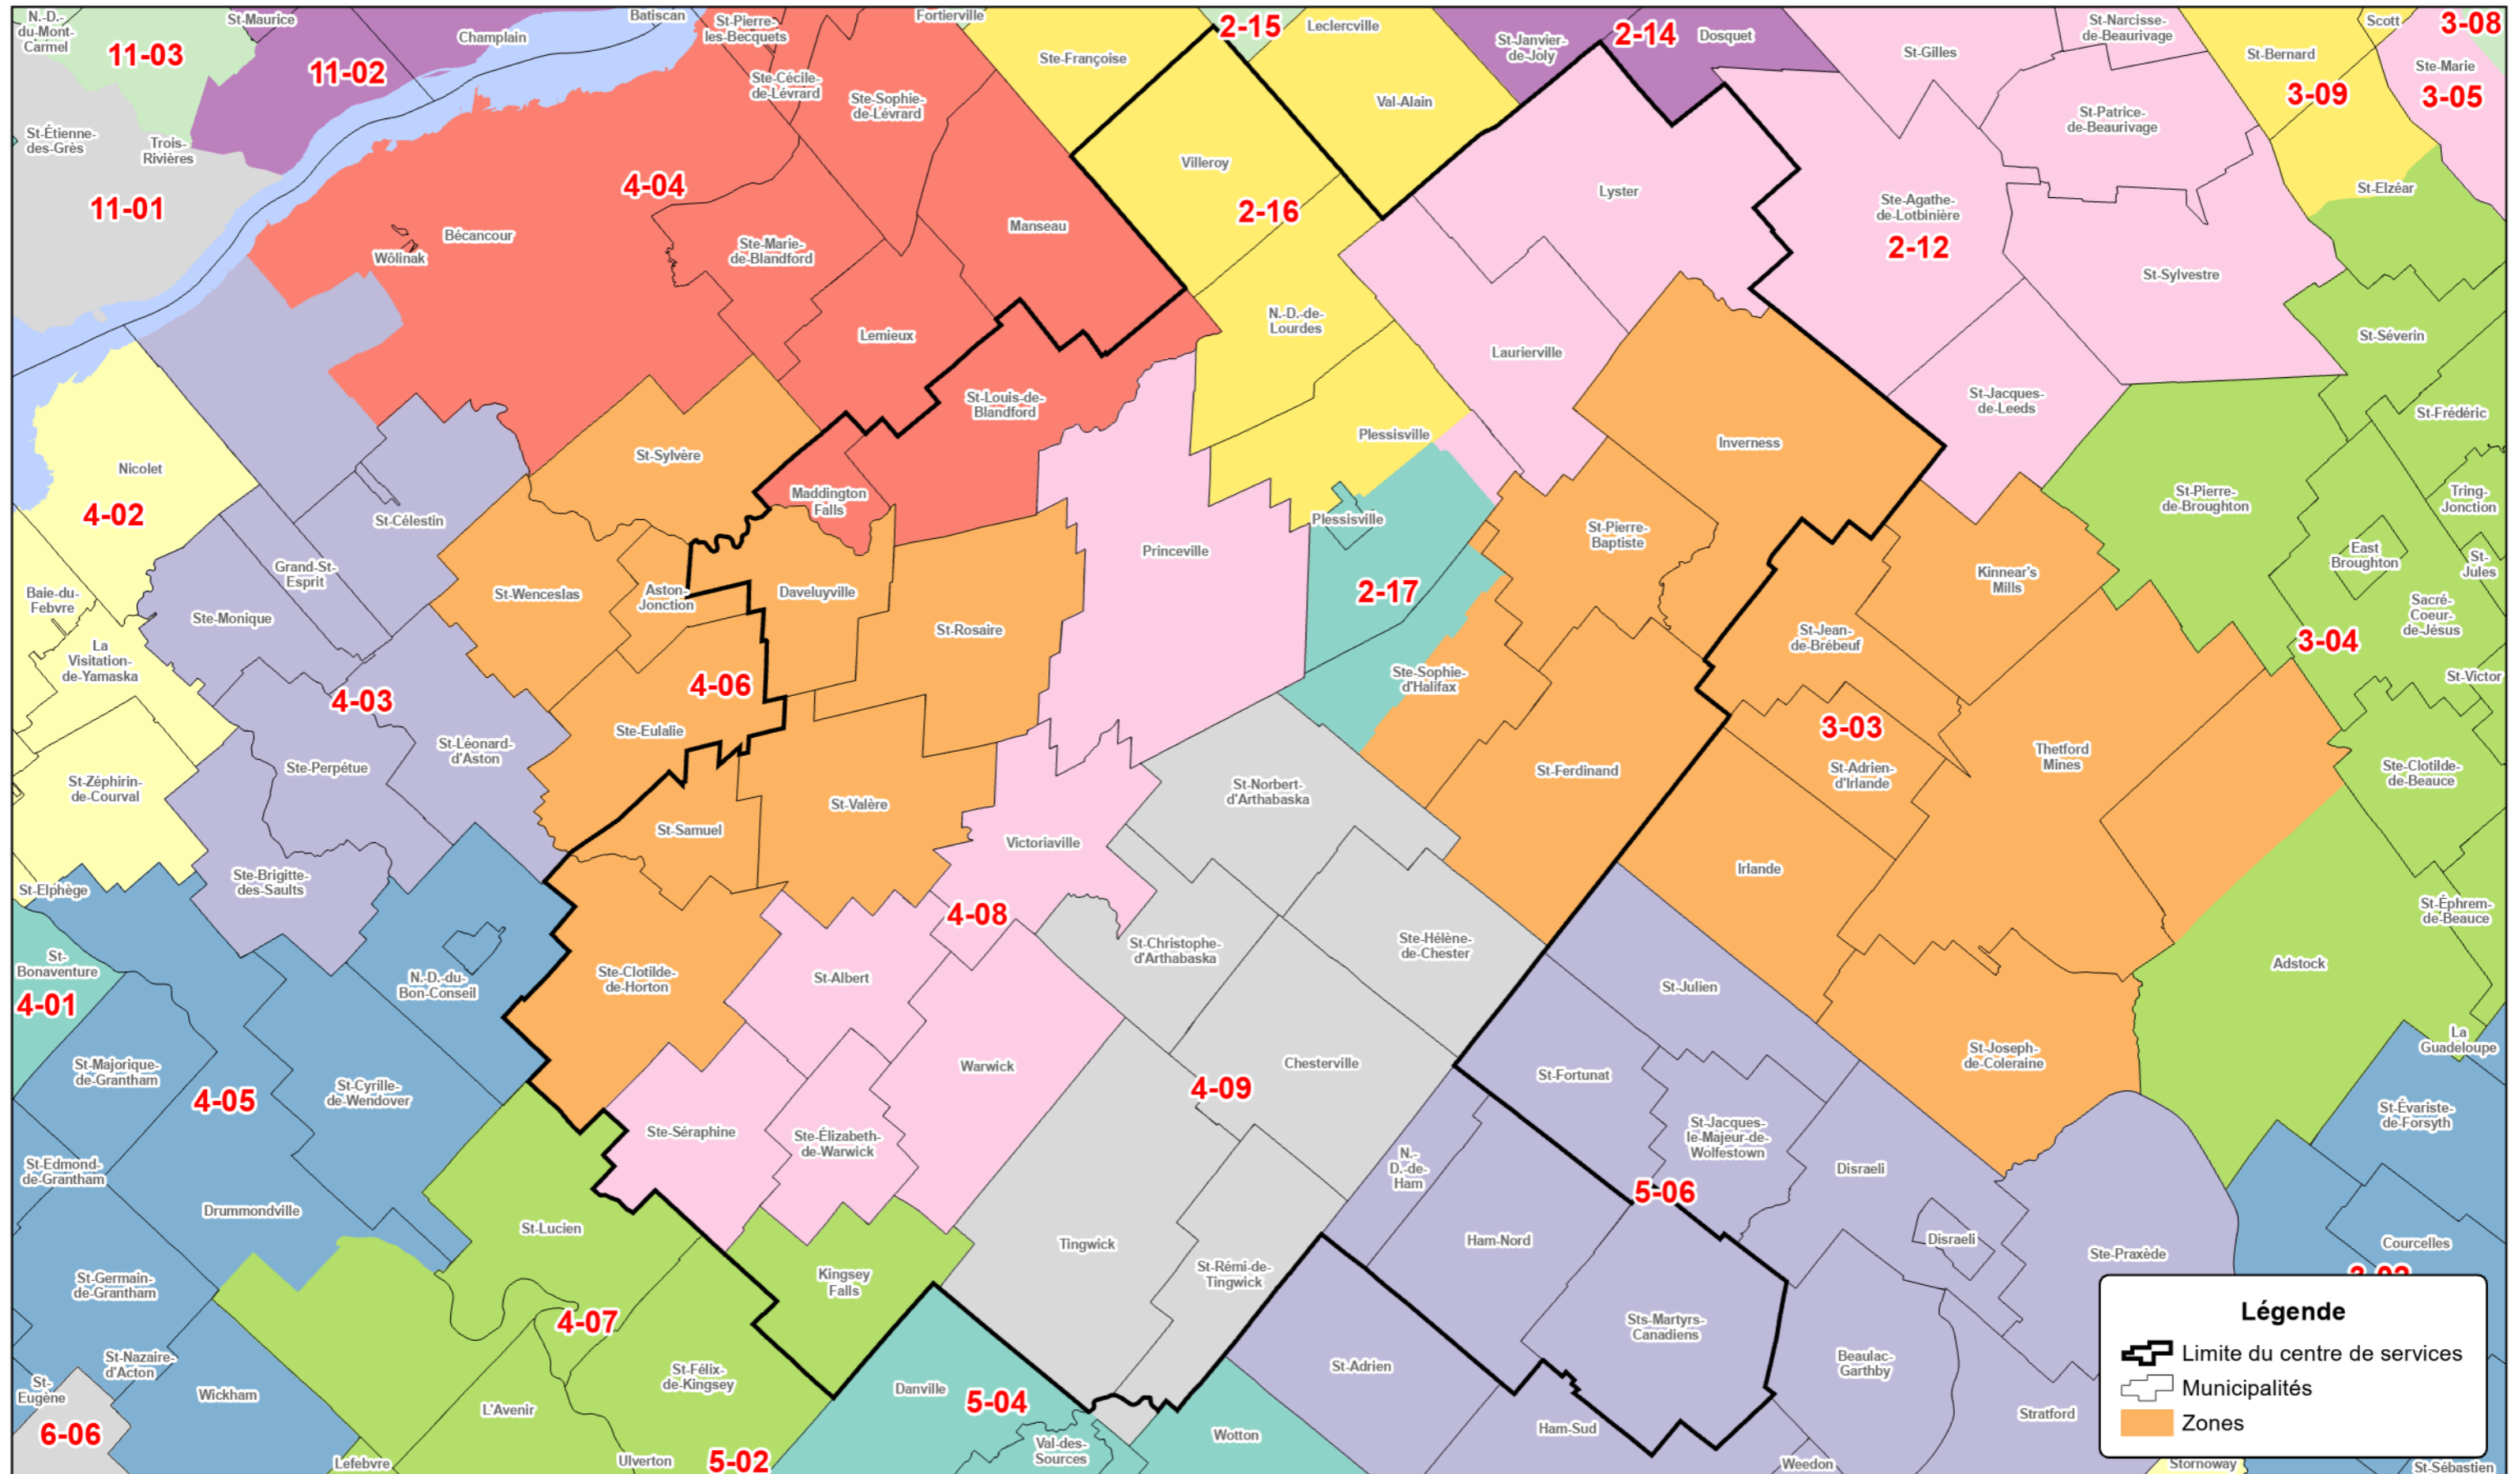 N.-D.-
du-Mont-
Carmel
11-03
St-Maurice
11-02
Champlain
Batiscan
St-Pierre-
les-Becquets
Fortierville
2-15
Leclercville
2-14
Dosquet
St-Narcisse-
de-Beaurivage
Scott
3-08
St-Janvier-
de-Joly
St-Gilles
St-Bernard
Ste-Marie
3-05
Ste-Françoise
Ste-Cécile-
de-Lévrard
Ste-Sophie-
de-Lévrard
Val-Alain
St-Patrice-
de-Beaurivage
3-09
St-Étienne-
des-Grès
Trois-
Rivières
11-01
4-04
Villeroy
2-16
Lyster
Ste-Agathe-
de-Lotbinière
2-12
St-Elzéar
Bécancour
Wôlinak
Ste-Marie-
de-Blandford
Manseau
St-Sylvestre
Lemieux
N.-D.-de-
Lourdes
Laurierville
St-Séverin
St-Louis-de-
Blandford
St-Jacques-
de-Leeds
St-Frédéric
Nicolet
4-02
St-Sylvère
Plessisville
Inverness
Maddington
Falls
St-Célestin
Plessisville
St-Pierre-
Baptiste
St-Pierre-
de-Broughton
Tring-
Jonction
Princeville
East
Broughton
St-
Jules
Grand-St-
Esprit
Baie-du-
Febvre
St-Wenceslas
Aston-
Jonction
Daveluyville
2-17
Kinnear's
Mills
Sacré-
Coeur-
de-Jésus
Ste-Monique
St-Rosaire
St-Jean-
de-Brébeuf
3-04
La
Visitation-
de-Yamaska
4-03
4-06
Ste-Sophie-
d'Halifax
St-Victor
Ste-Eulalie
3-03
St-Léonard-
d'Aston
Ste-Perpétue
St-Zéphirin-
de-Courval
St-Ferdinand
St-Adrien-
d'Irlande
Thetford
Mines
Ste-Clotilde-
de-Beauce
St-Norbert-
d'Arthabaska
St-Samuel
St-Valère
Victoriaville
Irlande
St-Elphège
Ste-Brigitte-
des-Saults
4-08
St-Éphrem-
de-Beauce
St-
Bonaventure
4-01
N.-D.-du-
Bon-Conseil
Ste-Clotilde-
de-Horton
St-Albert
St-Christophe-
d'Arthabaska
Ste-Hélène-
de-Chester
St-Julien
Adstock
La
Guadeloupe
St-Majorique-
de-Grantham
4-05
St-Cyrille-
de-Wendover
Warwick
4-09
Chesterville
St-Fortunat
St-Joseph-
de-Coleraine
Ste-Séraphine
Ste-Élizabeth-
de-Warwick
St-Jacques-
le-Majeur-de-
Wolfestown
St-Évariste-
de-Forsyth
St-Edmond-
de-Grantham
N.-
D.-de-
Ham
Disraeli
5-06
Drummondville
St-Lucien
Tingwick
Ham-Nord
Disraeli
Ste-Praxède
Courcelles
St-Germain-
de-Grantham
Kingsey
Falls
St-Rémi-de-
Tingwick
4-07
Sts-Martyrs-
Canadiens
St-Nazaire-
d'Acton
St-
Eugène
Wickham
St-Félix-
de-Kingsey
Danville
5-04
St-Adrien
Beaulac-
Garthby
6-06
L'Avenir
Wotton
Ham-Sud
Stratford
Lefebvre
Ulverton
5-02
Val-des-
Sources
Weedon
Stornoway
St-Sébastien
Légende
Limite du centre de services
Municipalités
Zones